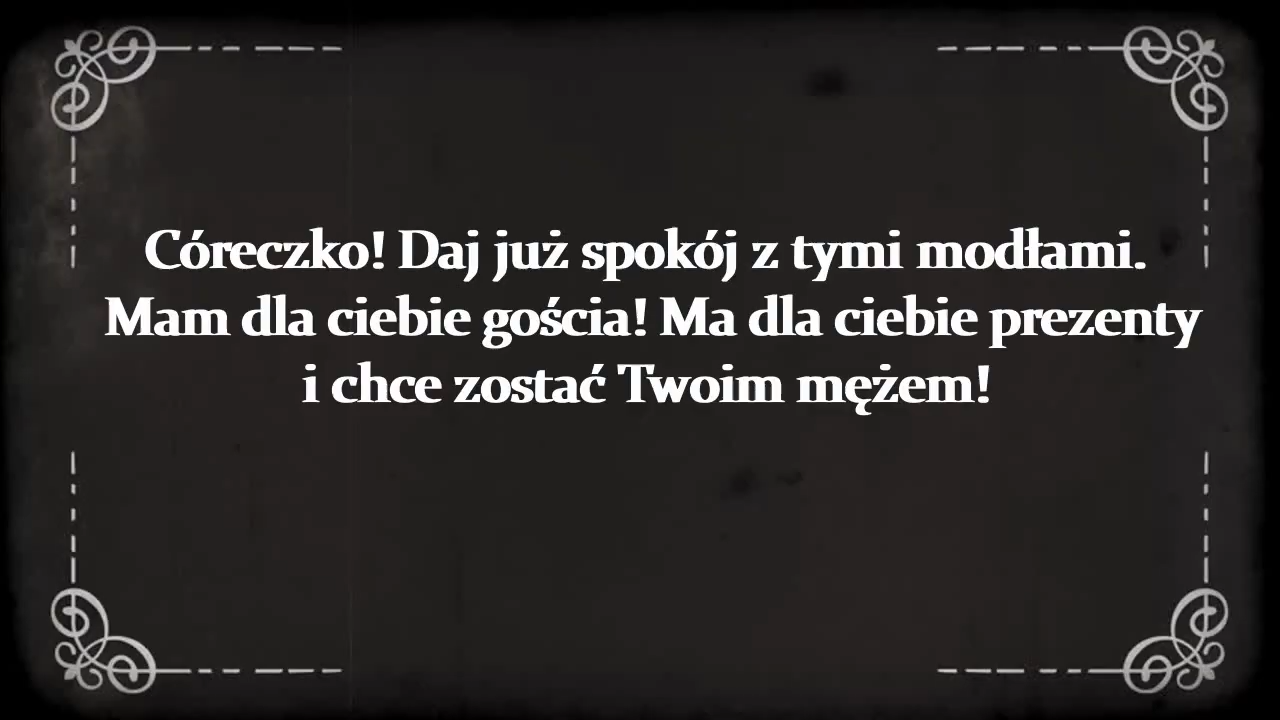 Córeczko! Daj już spokój z tymi modłami.
Mam dla ciebie gościa! Ma dla ciebie prezenty
i chce zostać Twoim mężem!